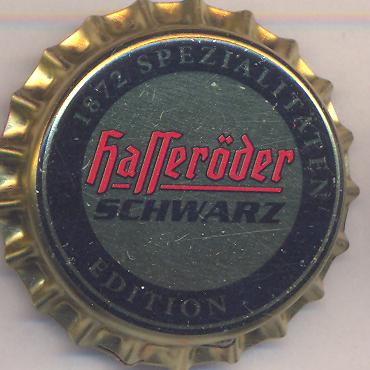 1872 SPEZIALITÄTEN
Hasseröder
SCHWARZ
EDITION